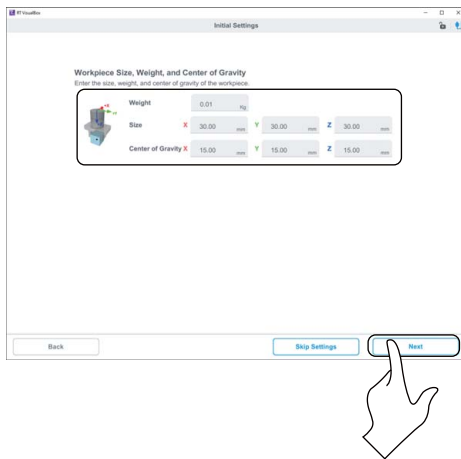 RT VisualBox
Initial Settings
Workpiece Size, Weight, and Center of Gravity
Enter the size, weight, and center of gravity of the workpiece.
Weight 0.01 Kg
Size X 30.00 mm Y 30.00 mm Z 30.00 mm
Center of Gravity X 15.00 mm Y 15.00 mm Z 15.00 mm
Back Skip Settings Next